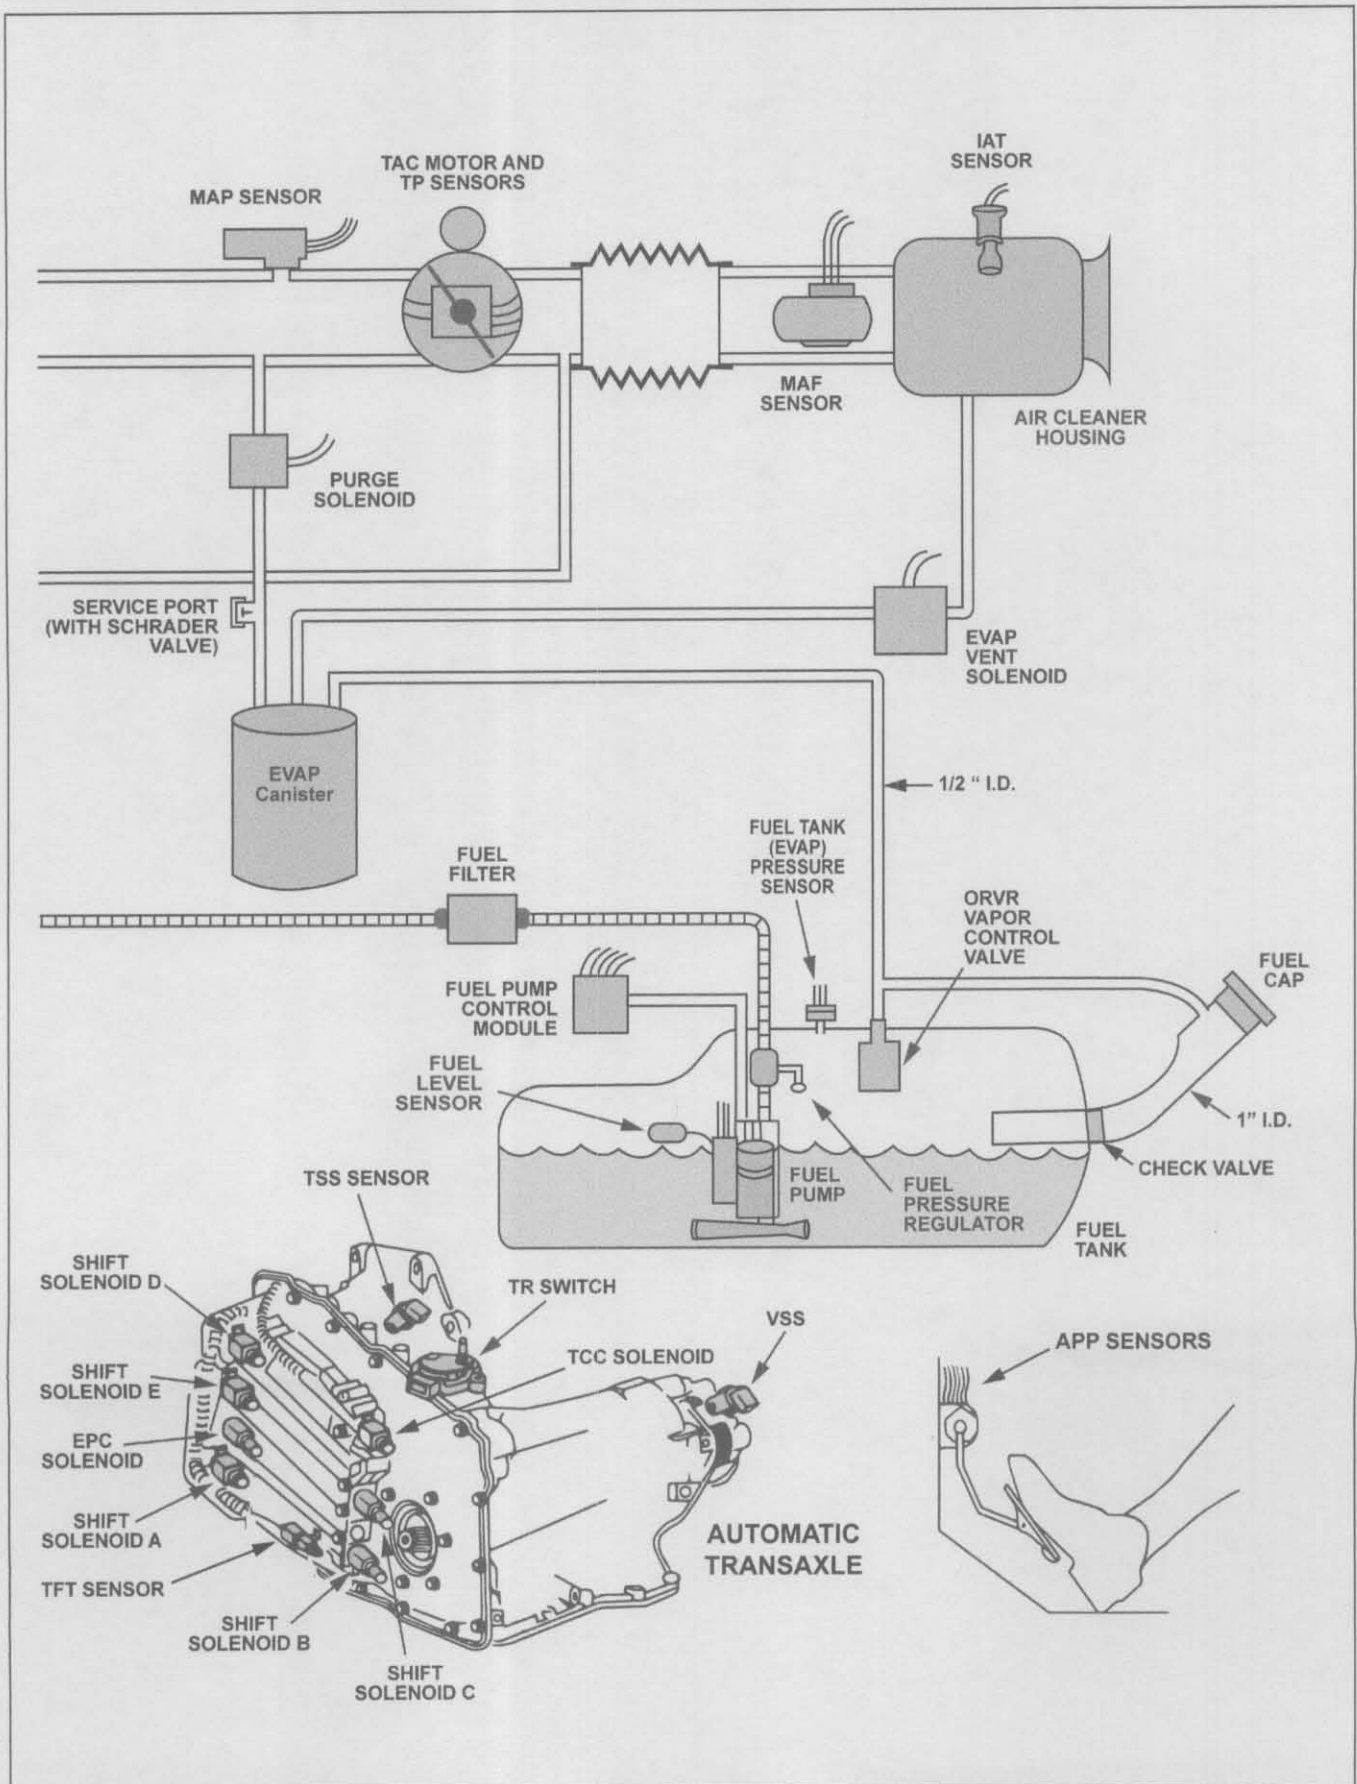 IAT
SENSOR
TAC MOTOR AND
TP SENSORS
MAP SENSOR
MAF
SENSOR
AIR CLEANER
HOUSING
PURGE
SOLENOID
SERVICE PORT
(WITH SCHRADER
VALVE)
EVAP
VENT
SOLENOID
EVAP
Canister
1/2 “ I.D.
FUEL TANK
(EVAP)
PRESSURE
SENSOR
FUEL
FILTER
ORVR
VAPOR
CONTROL
VALVE
FUEL
CAP
FUEL PUMP
CONTROL
MODULE
FUEL
LEVEL
SENSOR
1” I.D.
CHECK VALVE
FUEL
PUMP
FUEL
PRESSURE
REGULATOR
FUEL
TANK
TSS SENSOR
SHIFT
SOLENOID D
TR SWITCH
VSS
APP SENSORS
TCC SOLENOID
SHIFT
SOLENOID E
EPC
SOLENOID
SHIFT
SOLENOID A
AUTOMATIC
TRANSAXLE
TFT SENSOR
SHIFT
SOLENOID B
SHIFT
SOLENOID C